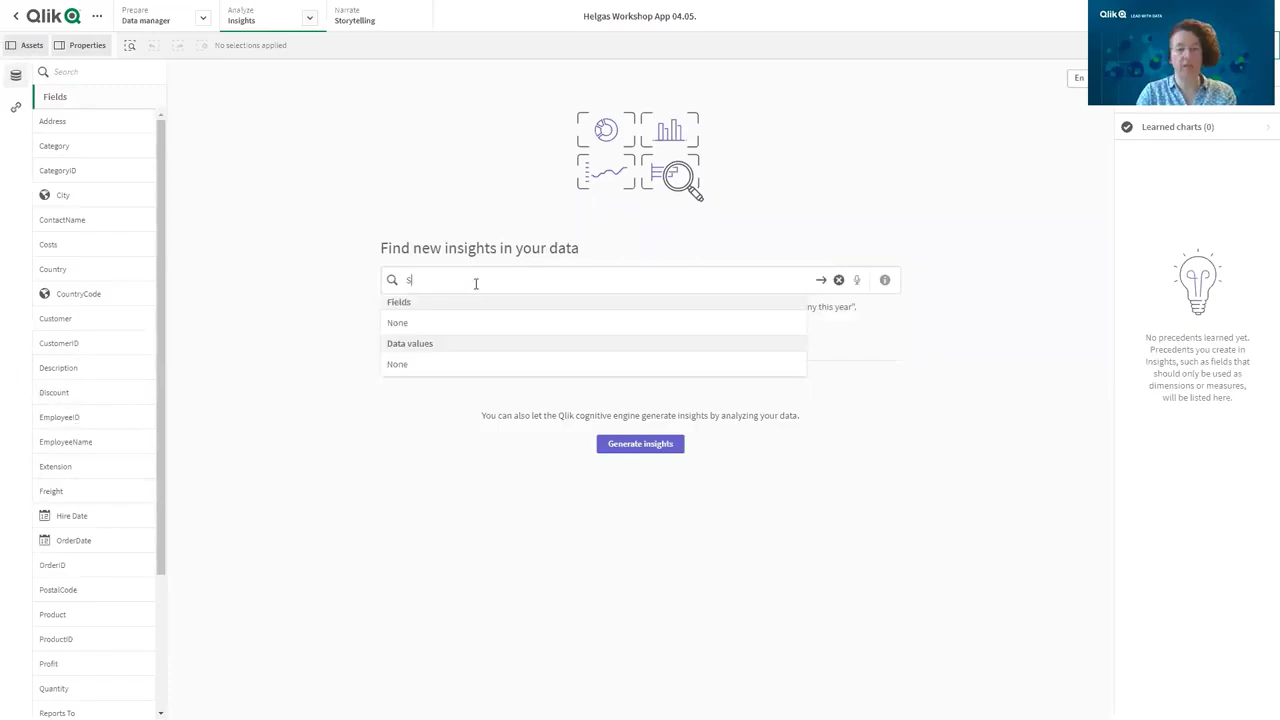 Qlik
Prepare
Data manager
Analyze
Insights
Narrate
Storytelling
Helgas Workshop App 04.05.
Qlik LEAD WITH DATA
Assets
Properties
No selections applied
Search
En
Fields
Address
Category
CategoryID
City
ContactName
Costs
Country
CountryCode
Customer
CustomerID
Description
Discount
EmployeeID
EmployeeName
Extension
Freight
Hire Date
OrderDate
OrderID
PostalCode
Product
ProductID
Profit
Quantity
Reports To
Find new insights in your data
S
Fields
None
Data values
None
ny this year".
You can also let the Qlik cognitive engine generate insights by analyzing your data.
Generate insights
Learned charts (0)
No precedents learned yet.
Precedents you create in
Insights, such as fields that
should only be used as
dimensions or measures,
will be listed here.